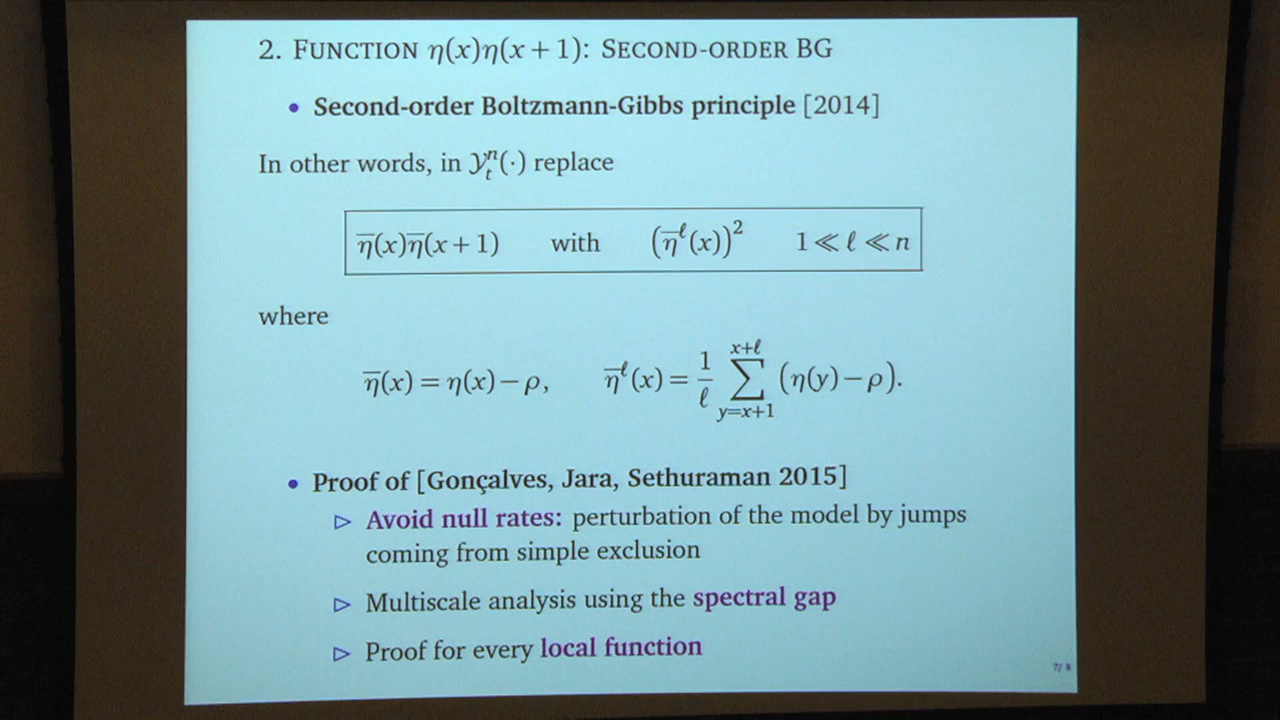 2. FUNCTION η(x)η(x + 1): SECOND-ORDER BG
• Second-order Boltzmann-Gibbs principle [2014]
In other words, in 𝒴ₜⁿ(·) replace
η̅(x)η̅(x + 1) with (η̅^ℓ(x))² 1 ≪ ℓ ≪ n
where
η̅(x) = η(x) − ρ, η̅^ℓ(x) = 1/ℓ ∑_{y=x+1}^{x+ℓ} (η(y) − ρ).
• Proof of [Gonçalves, Jara, Sethuraman 2015]
▷ Avoid null rates: perturbation of the model by jumps
coming from simple exclusion
▷ Multiscale analysis using the spectral gap
▷ Proof for every local function
7/ 8